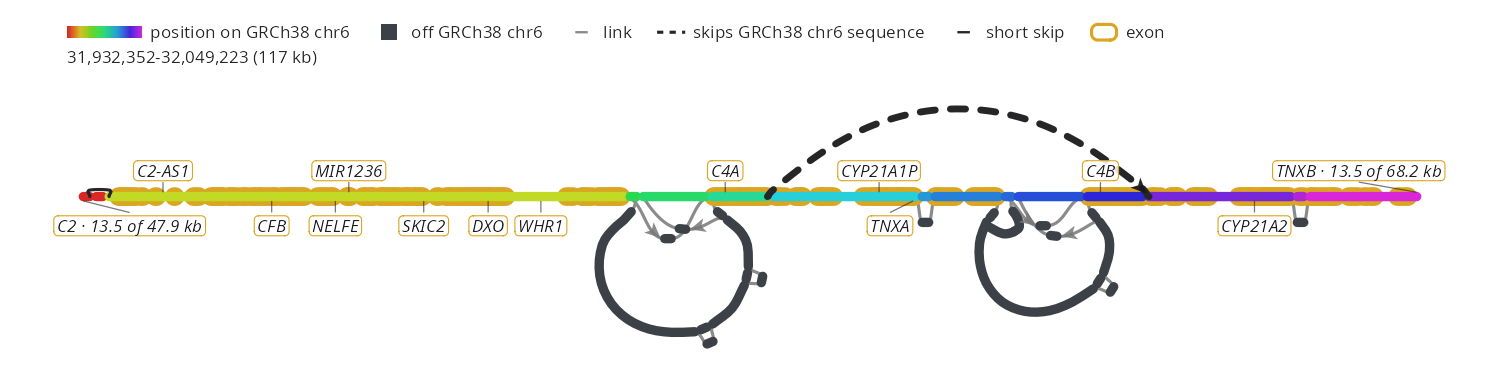 position on GRCh38 chr6 off GRCh38 chr6 link skips GRCh38 chr6 sequence short skip exon
31,932,352-32,049,223 (117 kb)
C2-AS1 MIR1236 C4A CYP21A1P C4B TNXB · 13.5 of 68.2 kb
C2 · 13.5 of 47.9 kb CFB NELFE SKIC2 DXO WHR1 TNXA CYP21A2